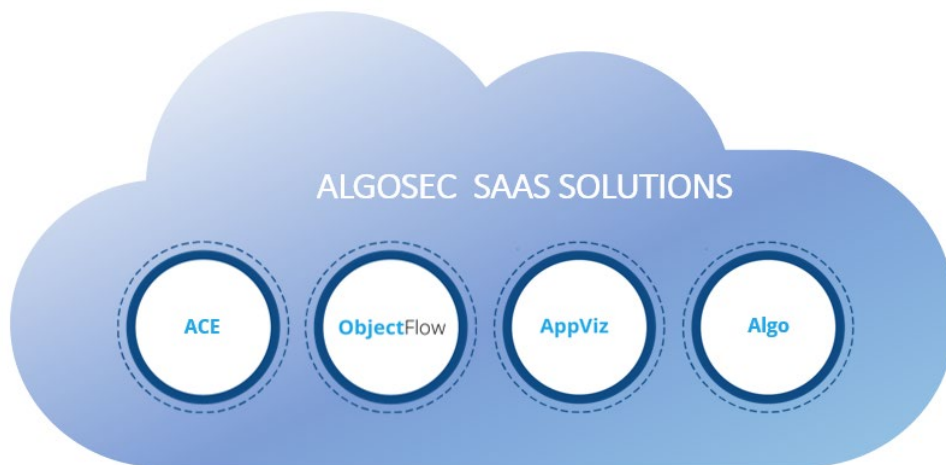 ALGOSEC SAAS SOLUTIONS
ACE
ObjectFlow
AppViz
Algo